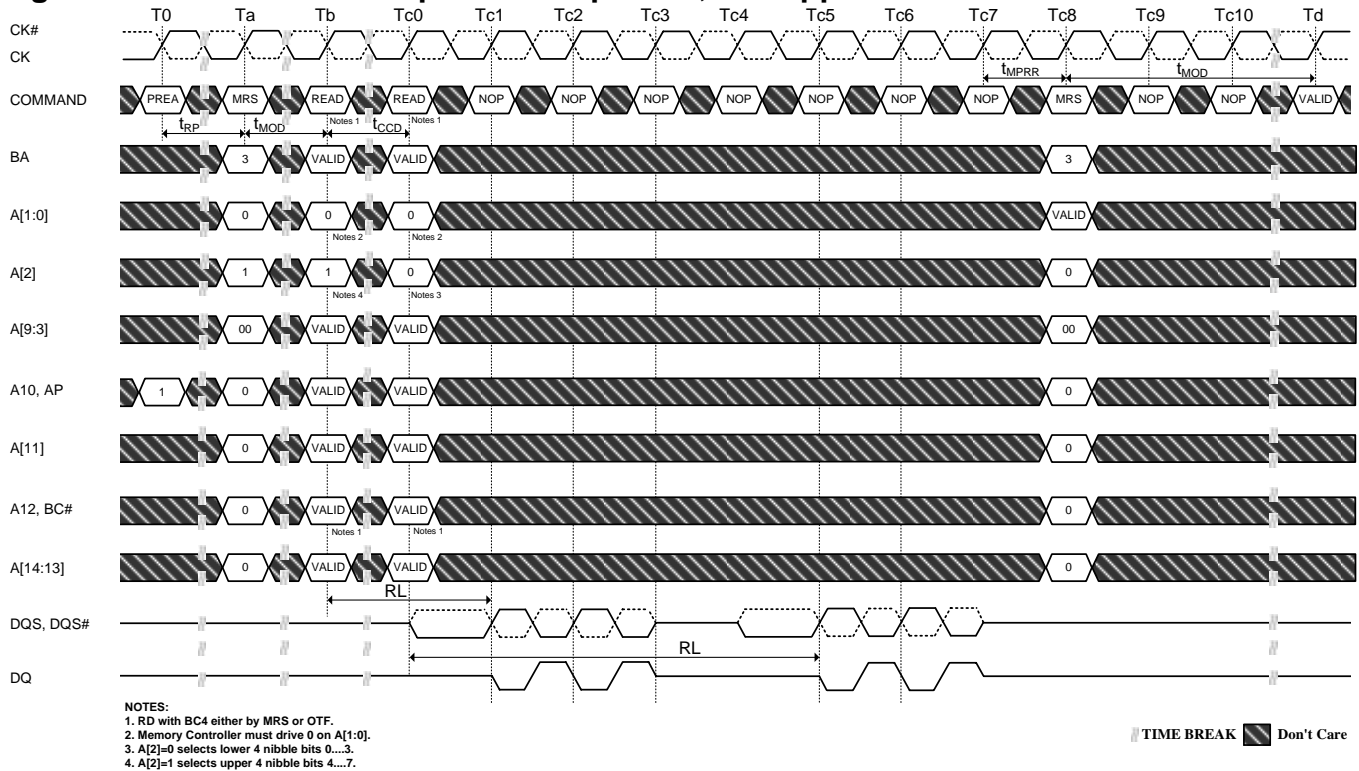 T0 Ta Tb Tc0 Tc1 Tc2 Tc3 Tc4 Tc5 Tc6 Tc7 Tc8 Tc9 Tc10 Td
CK#
CK
tMPRR tMOD
COMMAND PREA MRS READ READ NOP NOP NOP NOP NOP NOP NOP MRS NOP NOP VALID
Notes 1 Notes 1
tRP tMOD tCCD
BA 3 VALID VALID 3
A[1:0] 0 0 0 VALID
Notes 2 Notes 2
A[2] 1 1 0 0
Notes 4 Notes 3
A[9:3] 00 VALID VALID 00
A10, AP 1 0 VALID VALID 0
A[11] 0 VALID VALID 0
A12, BC# 0 VALID VALID 0
Notes 1 Notes 1
A[14:13] 0 VALID VALID 0
RL
DQS, DQS#
RL
DQ
NOTES:
1. RD with BC4 either by MRS or OTF.
2. Memory Controller must drive 0 on A[1:0].
3. A[2]=0 selects lower 4 nibble bits 0....3.
4. A[2]=1 selects upper 4 nibble bits 4....7.
TIME BREAK Don't Care